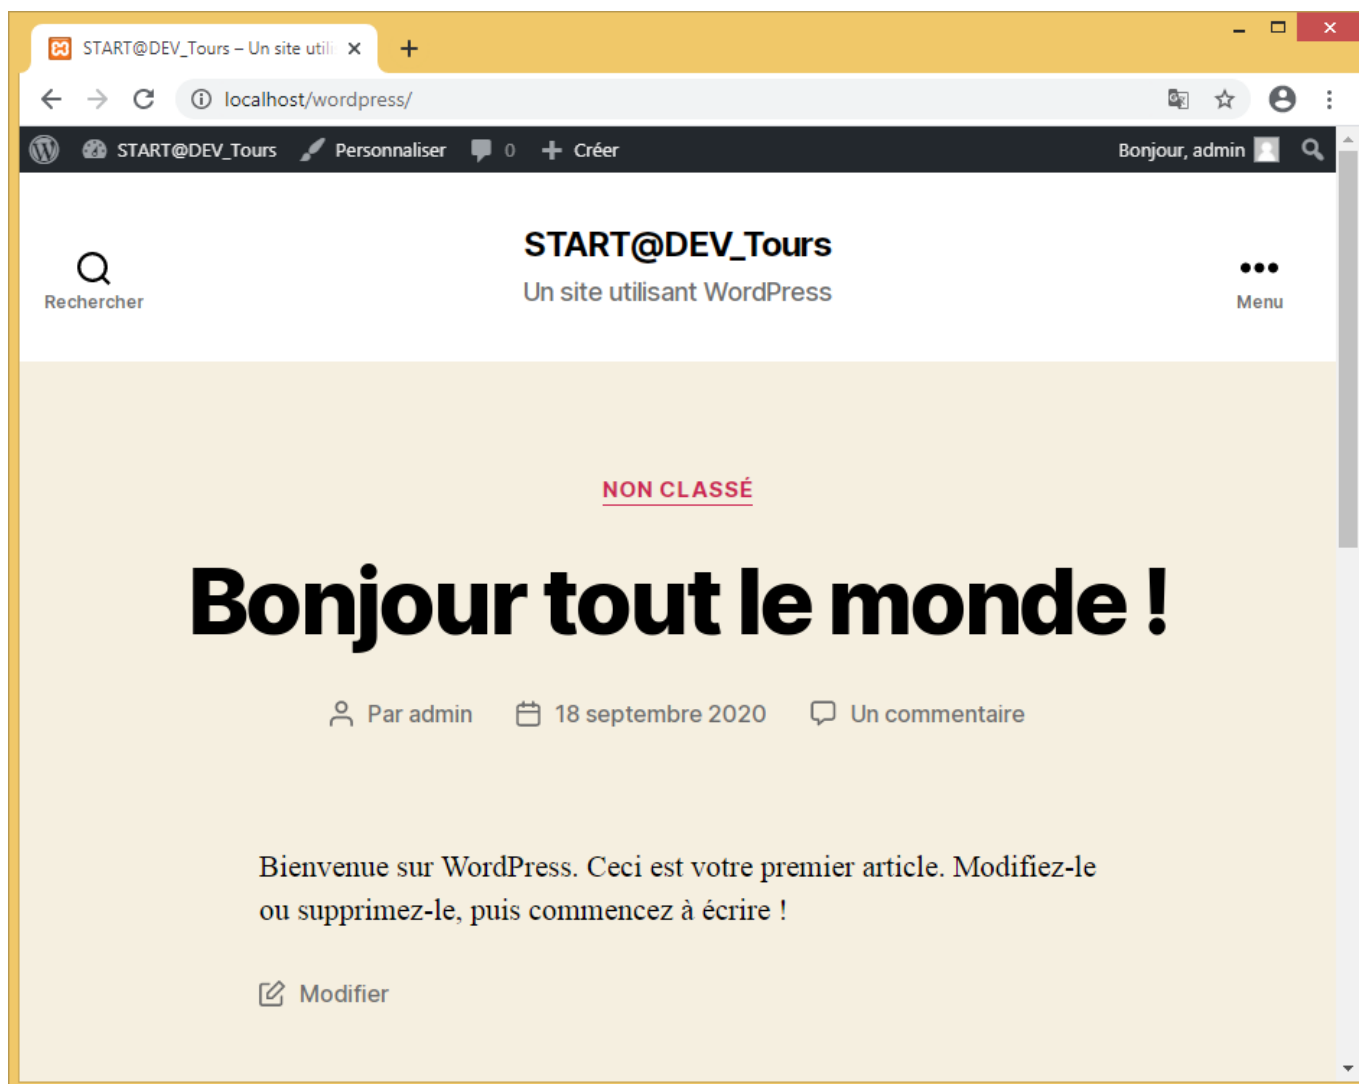 START@DEV_Tours – Un site utili
localhost/wordpress/
START@DEV_Tours Personnaliser 0 + Créer Bonjour, admin
START@DEV_Tours
Un site utilisant WordPress
Rechercher
Menu
NON CLASSÉ
Bonjour tout le monde !
Par admin 18 septembre 2020 Un commentaire
Bienvenue sur WordPress. Ceci est votre premier article. Modifiez-le
ou supprimez-le, puis commencez à écrire !
Modifier